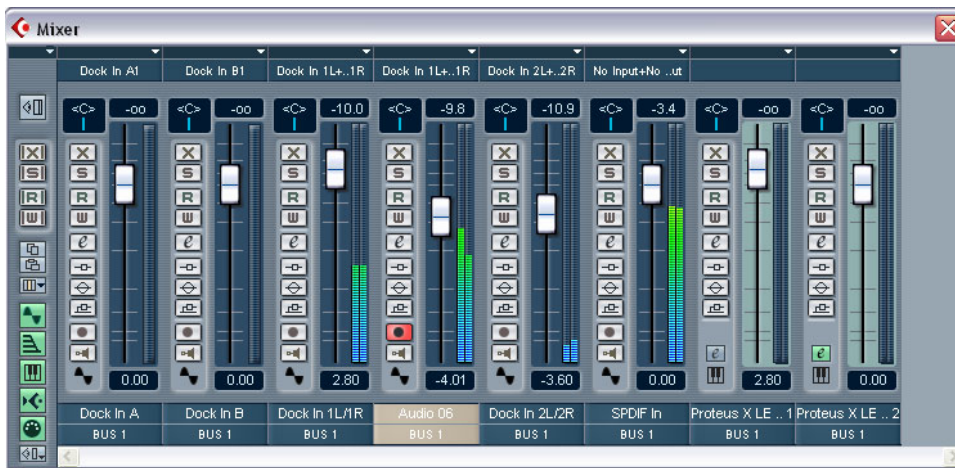 Mixer
Dock In A1 Dock In B1 Dock In 1L+..1R Dock In 1L+..1R Dock In 2L+..2R No Input+No ..ut
<C> -oo <C> -oo <C> -10.0 <C> -9.8 <C> -10.9 <C> -3.4 <C> -oo <C> -oo
X X X X X X X X X
S S S S S S S S S
R R R R R R R R R
W W W W W W W W W
e e e e e e e e
e e
0.00 0.00 2.80 -4.01 -3.60 0.00 2.80 0.00
Dock In A Dock In B Dock In 1L/1R Audio 06 Dock In 2L/2R SPDIF In Proteus X LE .. 1 Proteus X LE .. 2
BUS 1 BUS 1 BUS 1 BUS 1 BUS 1 BUS 1 BUS 1 BUS 1